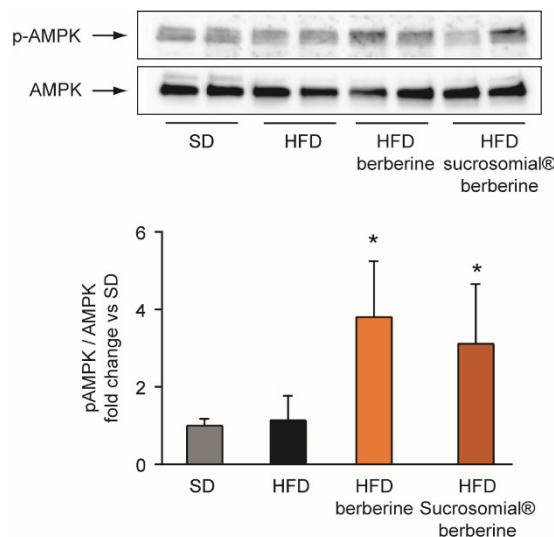 p-AMPK
AMPK
SD
HFD
HFD
berberine
HFD
sucrosomial®
berberine
pAMPK / AMPK
fold change vs SD
6
4
2
0
*
*
SD
HFD
HFD
berberine
HFD
Sucrosomial®
berberine